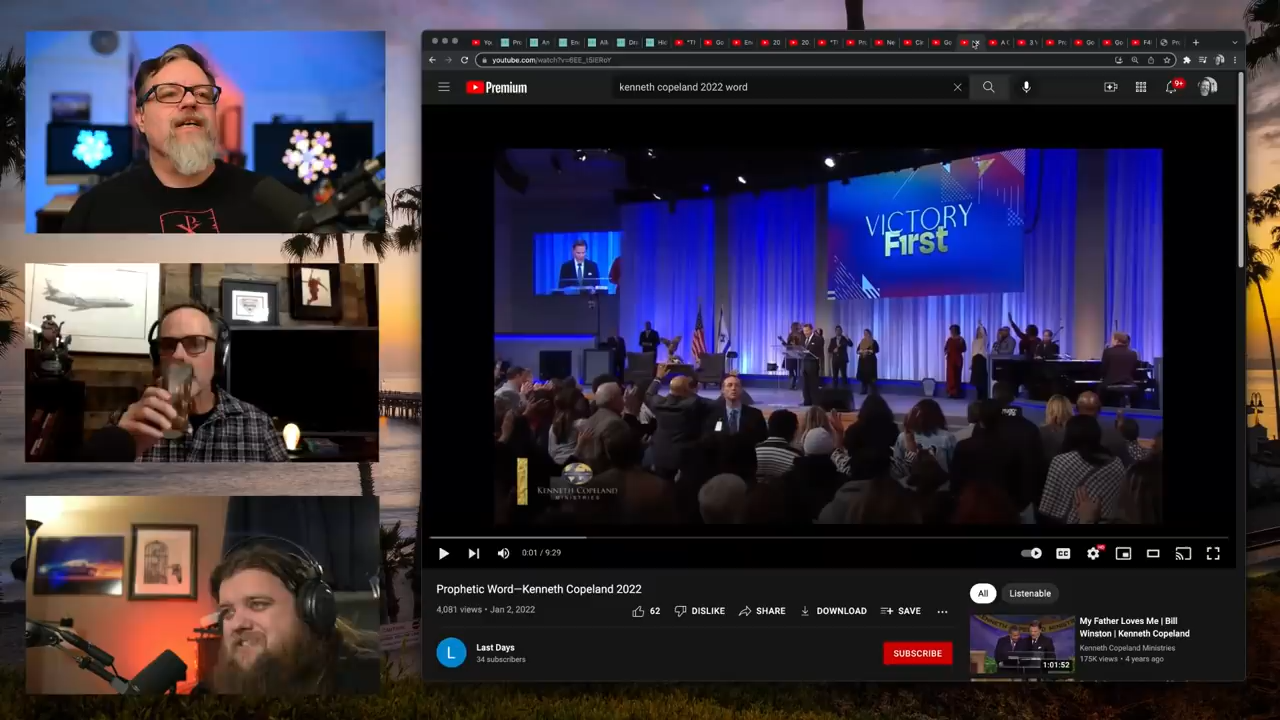 youtube.com/watch?v=6EE_t5IERoY
Premium
kenneth copeland 2022 word
9+
VICTORY
First
KENNETH COPELAND
MINISTRIES
0:01 / 9:29
CC
Prophetic Word—Kenneth Copeland 2022
4,081 views • Jan 2, 2022
62
DISLIKE
SHARE
DOWNLOAD
SAVE
All
Listenable
L
Last Days
34 subscribers
SUBSCRIBE
My Father Loves Me | Bill
Winston | Kenneth Copeland
Kenneth Copeland Ministries
175K views • 4 years ago
1:01:52